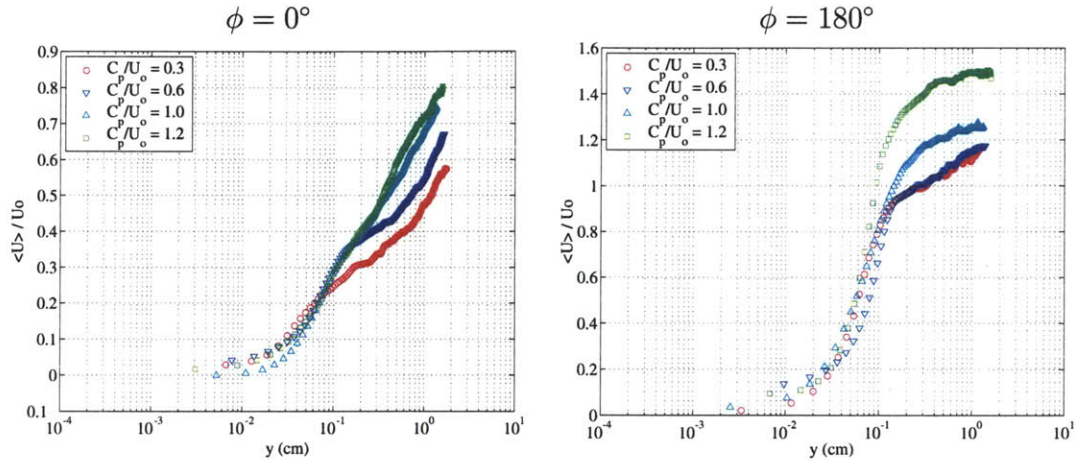 ϕ = 0°
0.9
0.8
0.7
0.6
0.5
0.4
0.3
0.2
0.1
0
0.1
<U> / Uo
C_p/U_o = 0.3
C_p/U_o = 0.6
C_p/U_o = 1.0
C_p/U_o = 1.2
10^-4
10^-3
10^-2
10^-1
10^0
10^1
y (cm)
ϕ = 180°
1.6
1.4
1.2
1
0.8
0.6
0.4
0.2
0
<U> / Uo
C_p/U_o = 0.3
C_p/U_o = 0.6
C_p/U_o = 1.0
C_p/U_o = 1.2
10^-4
10^-3
10^-2
10^-1
10^0
10^1
y (cm)